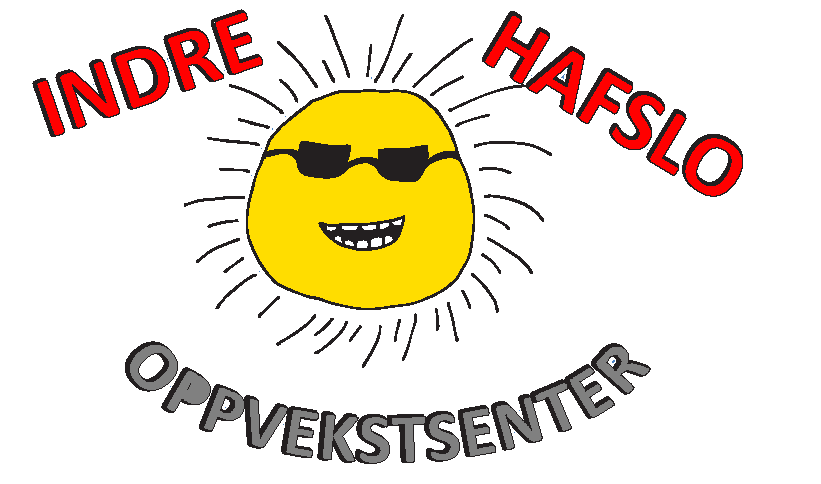 INDRE HAFSLO
OPPVEKSTSENTER